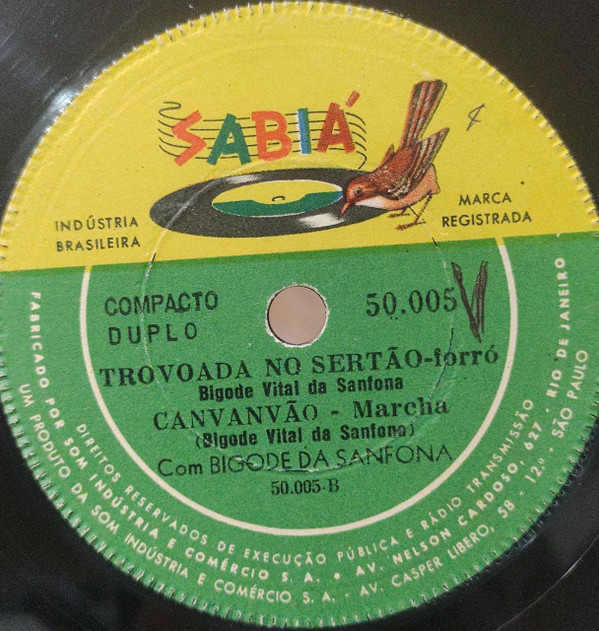 SABIÁ
INDÚSTRIA
BRASILEIRA
MARCA
REGISTRADA
COMPACTO
DUPLO
50.005
TROVOADA NO SERTÃO-forró
Bigode Vital da Sanfona
CANVANVÃO - Marcha
(Bigode Vital da Sanfona)
Com BIGODE DA SANFONA
50.005-B
DIREITOS RESERVADOS DE EXECUÇÃO PÚBLICA E RÁDIO TRANSMISSÃO
FABRICADO POR SOM INDÚSTRIA E COMÉRCIO S. A. • AV. NELSON CARDOSO, 627 • RIO DE JANEIRO
UM PRODUTO DA SOM INDÚSTRIA E COMÉRCIO S. A. • AV. CASPER LIBERO, 58 - 12.º - SÃO PAULO